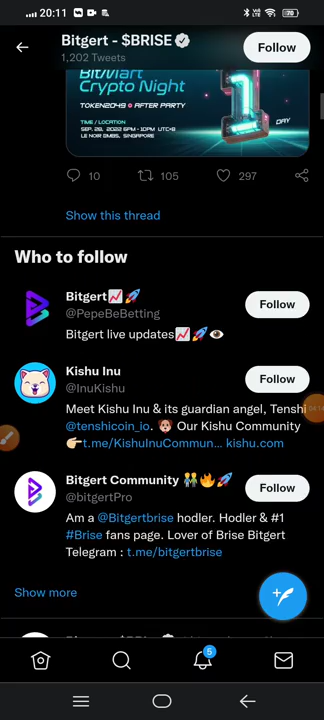 20:11
70
Bitgert - $BRISE
Follow
1,202 Tweets
BitMart
Crypto Night
TOKEN2049 AFTER PARTY
TIME / LOCATION
SEP. 28, 2022 6PM - 10PM UTC+8
LE NOIR @MBS, SINGAPORE
1
DAY
10
105
297
Show this thread
Who to follow
Bitgert📈🚀
@PepeBeBetting
Follow
Bitgert live updates📈🚀👁️
Kishu Inu
@InuKishu
Follow
Meet Kishu Inu & its guardian angel, Tenshi
@tenshicoin_io. 🐶 Our Kishu Community
👉🏻t.me/KishuInuCommun... kishu.com
04:14
Bitgert Community 👬🔥🚀
@bitgertPro
Follow
Am a @Bitgertbrise hodler. Hodler & #1
#Brise fans page. Lover of Brise Bitgert
Telegram : t.me/bitgertbrise
Show more
5